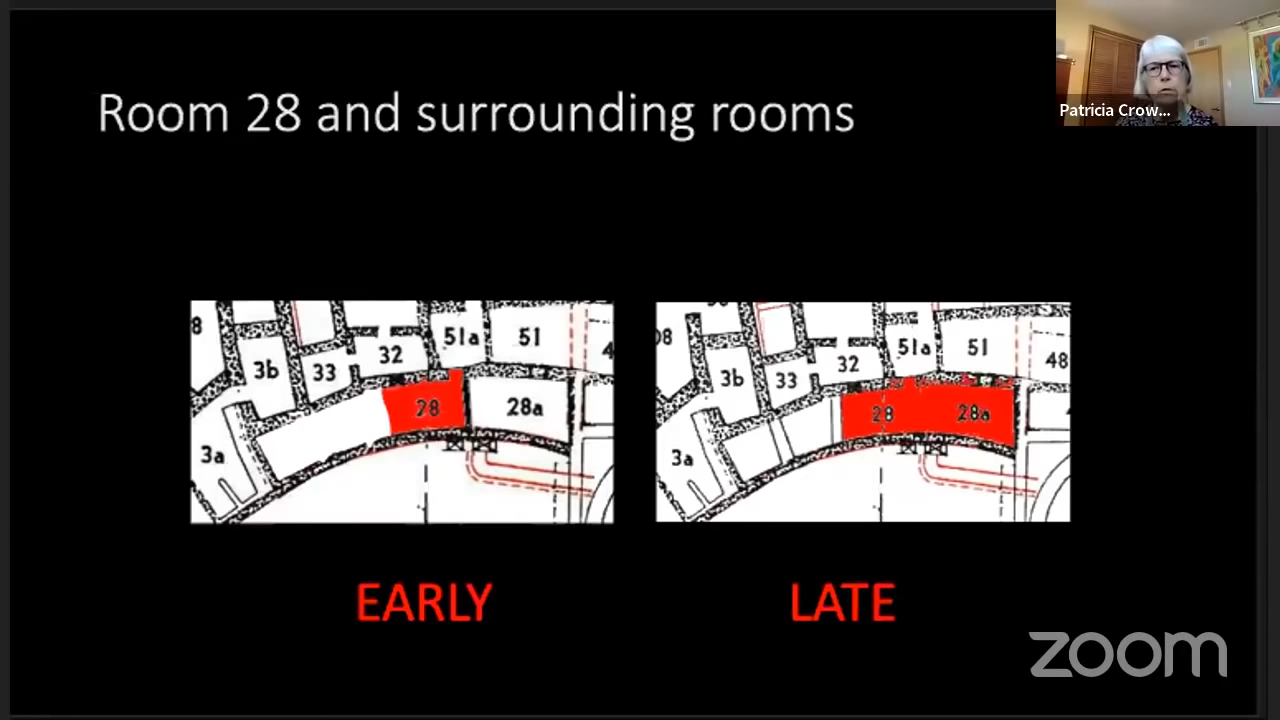 Room 28 and surrounding rooms
Patricia Crow...
8
3b
33
32
51a
51
4
3a
28
28a
08
3b
33
32
51a
51
48
3a
28
28a
EARLY
LATE
zoom